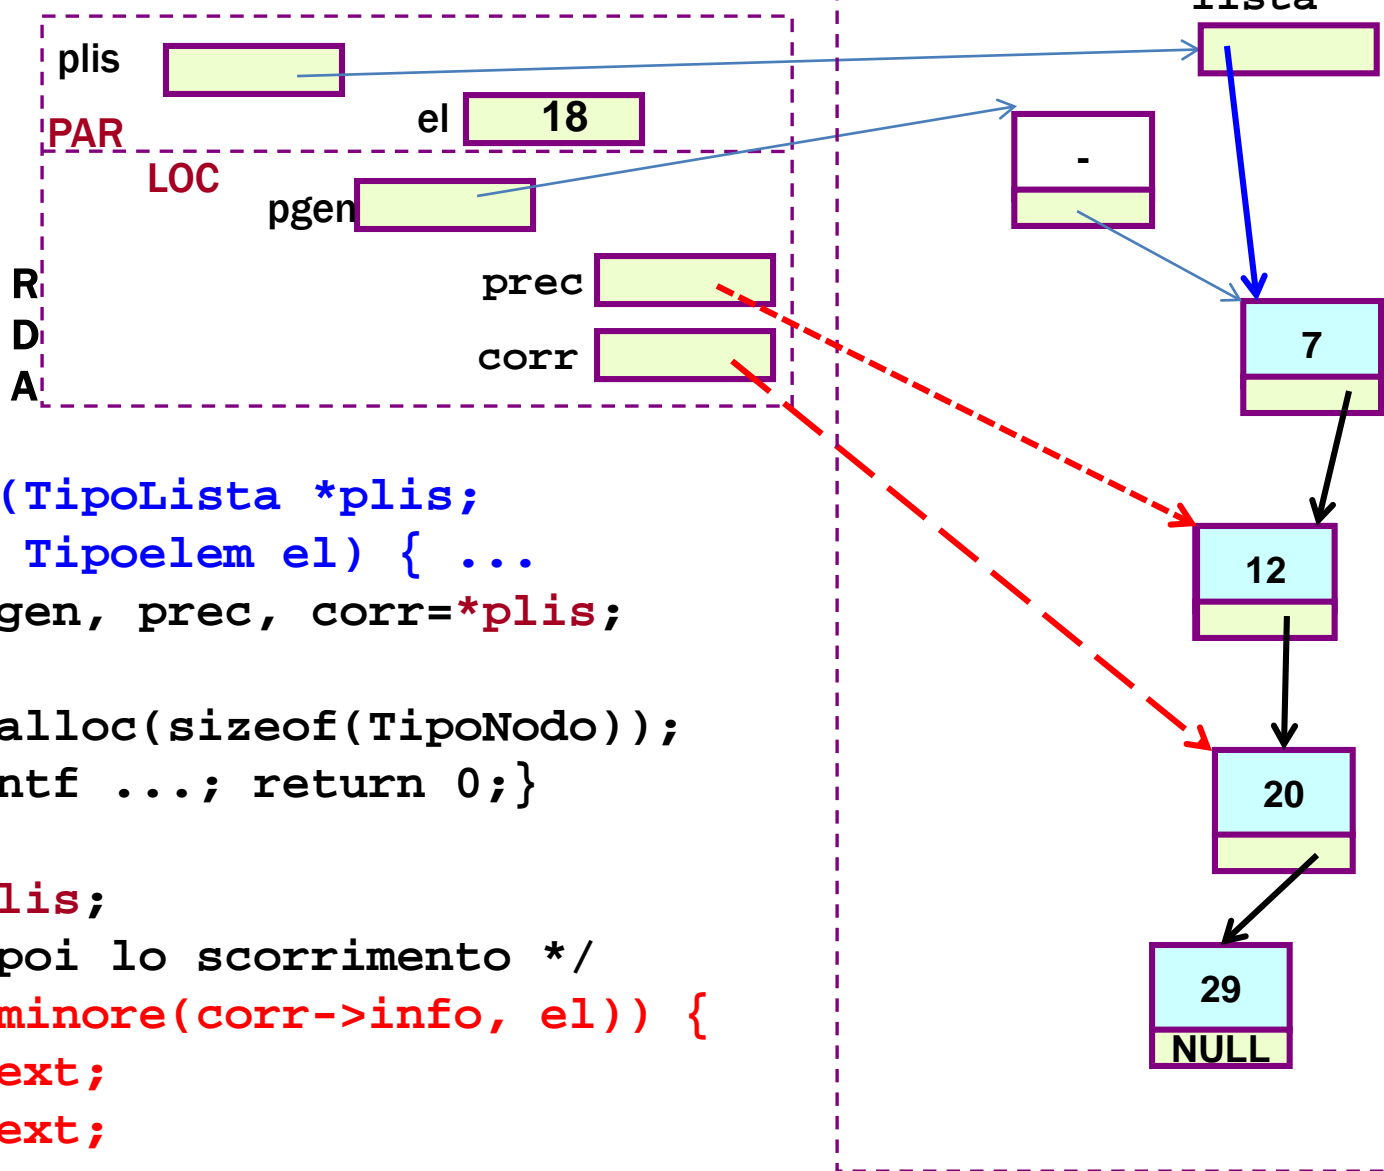 lista
plis
el 18
PAR
LOC
-
pgen
prec
R
D
A
7
corr
(TipoLista *plis;
Tipoelem el) { ...
gen, prec, corr=*plis;
12
alloc(sizeof(TipoNodo));
ntf ...; return 0;}
20
lis;
poi lo scorrimento */
minore(corr->info, el)) {
29
NULL
ext;
ext;